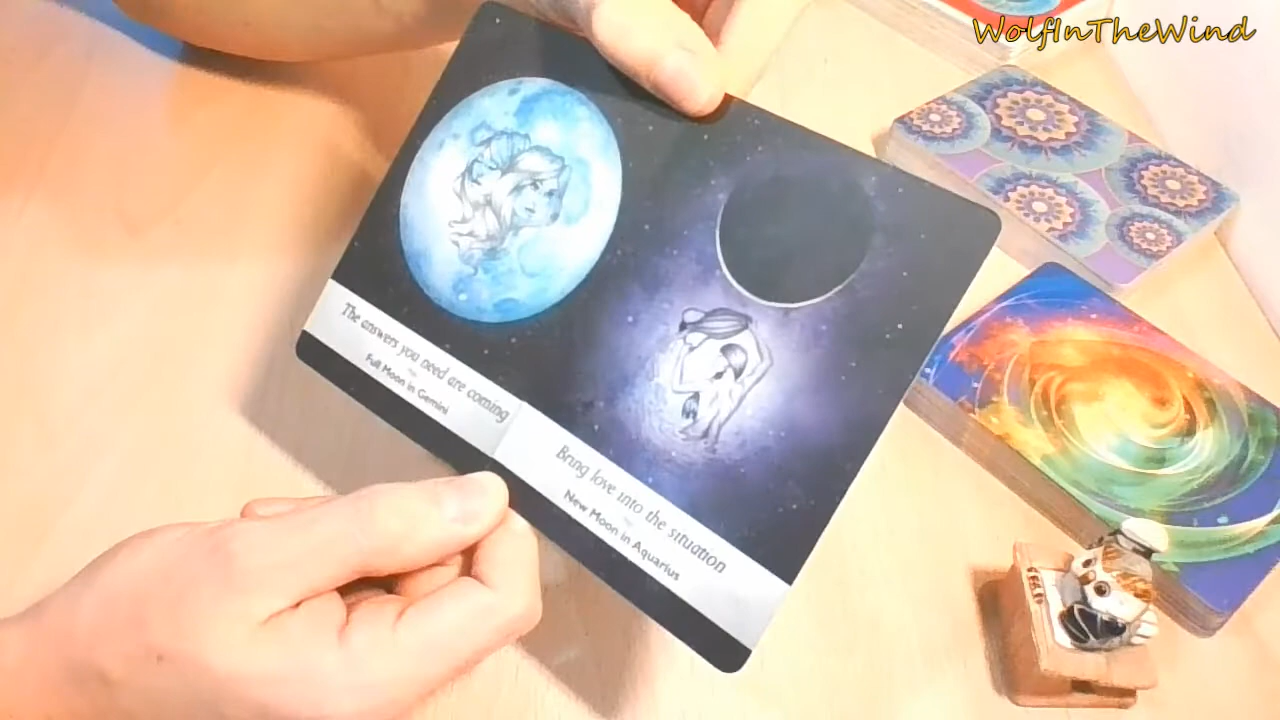 WolfInTheWind
The answers you need are coming
Full Moon in Gemini
Bring love into the situation
New Moon in Aquarius